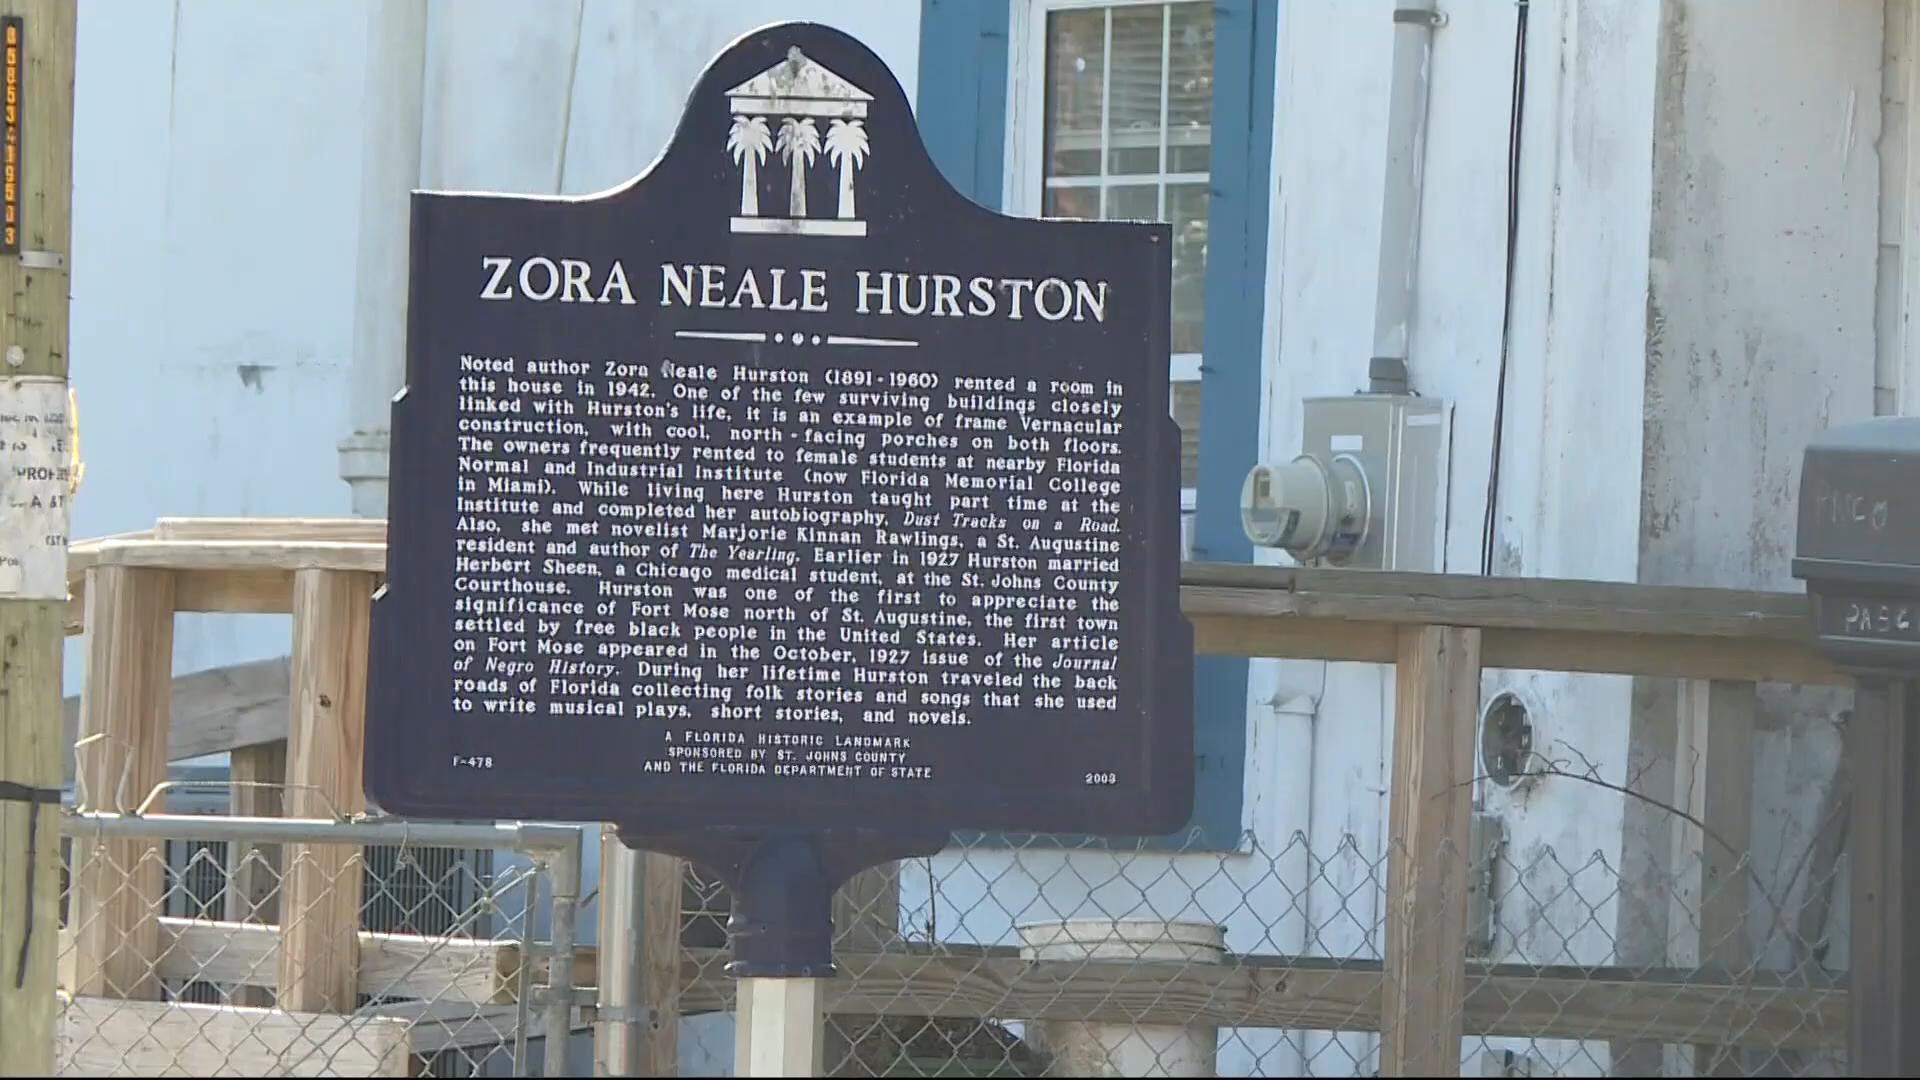 ZORA NEALE HURSTON
Noted author Zora Neale Hurston (1891-1960) rented a room in
this house in 1942. One of the few surviving buildings closely
linked with Hurston's life, it is an example of frame Vernacular
construction, with cool, north-facing porches on both floors.
The owners frequently rented to female students at nearby Florida
Normal and Industrial Institute (now Florida Memorial College
in Miami). While living here Hurston taught part time at the
Institute and completed her autobiography, Dust Tracks on a Road.
Also, she met novelist Marjorie Kinnan Rawlings, a St. Augustine
resident and author of The Yearling. Earlier in 1927 Hurston married
Herbert Sheen, a Chicago medical student, at the St. Johns County
Courthouse. Hurston was one of the first to appreciate the
significance of Fort Mose north of St. Augustine, the first town
settled by free black people in the United States. Her article
on Fort Mose appeared in the October, 1927 issue of the Journal
of Negro History. During her lifetime Hurston traveled the back
roads of Florida collecting folk stories and songs that she used
to write musical plays, short stories, and novels.
A FLORIDA HISTORIC LANDMARK
SPONSORED BY ST. JOHNS COUNTY
AND THE FLORIDA DEPARTMENT OF STATE
F-478
2003